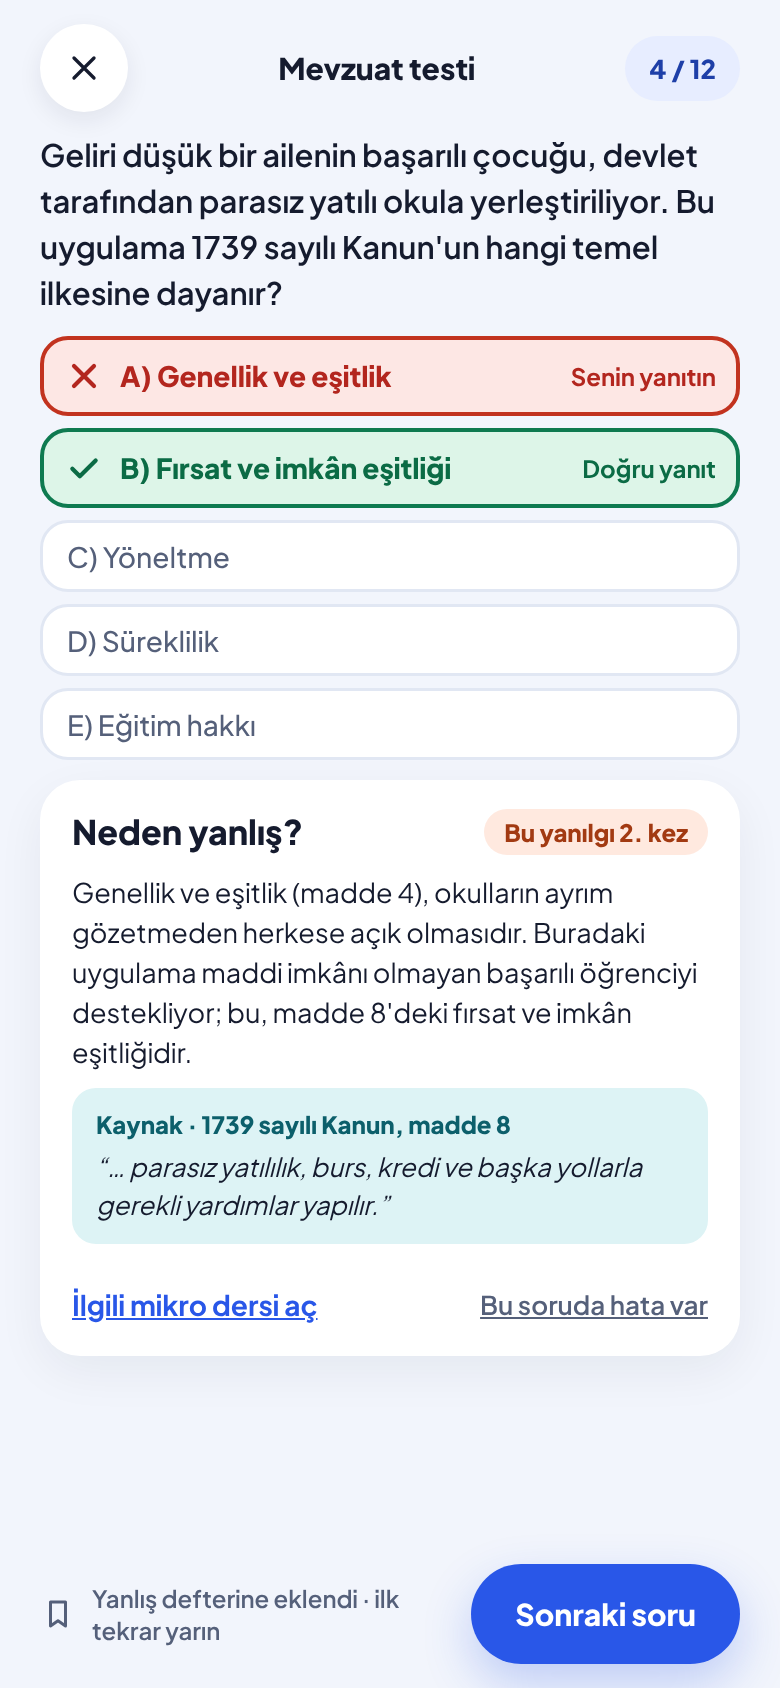 Mevzuat testi
4 / 12
Geliri düşük bir ailenin başarılı çocuğu, devlet
tarafından parasız yatılı okula yerleştiriliyor. Bu
uygulama 1739 sayılı Kanun'un hangi temel
ilkesine dayanır?
A) Genellik ve eşitlik
Senin yanıtın
B) Fırsat ve imkân eşitliği
Doğru yanıt
C) Yöneltme
D) Süreklilik
E) Eğitim hakkı
Neden yanlış?
Bu yanılgı 2. kez
Genellik ve eşitlik (madde 4), okulların ayrım
gözetmeden herkese açık olmasıdır. Buradaki
uygulama maddi imkânı olmayan başarılı öğrenciyi
destekliyor; bu, madde 8'deki fırsat ve imkân
eşitliğidir.
Kaynak · 1739 sayılı Kanun, madde 8
“… parasız yatılılık, burs, kredi ve başka yollarla
gerekli yardımlar yapılır.”
İlgili mikro dersi aç
Bu soruda hata var
Yanlış defterine eklendi · ilk
tekrar yarın
Sonraki soru